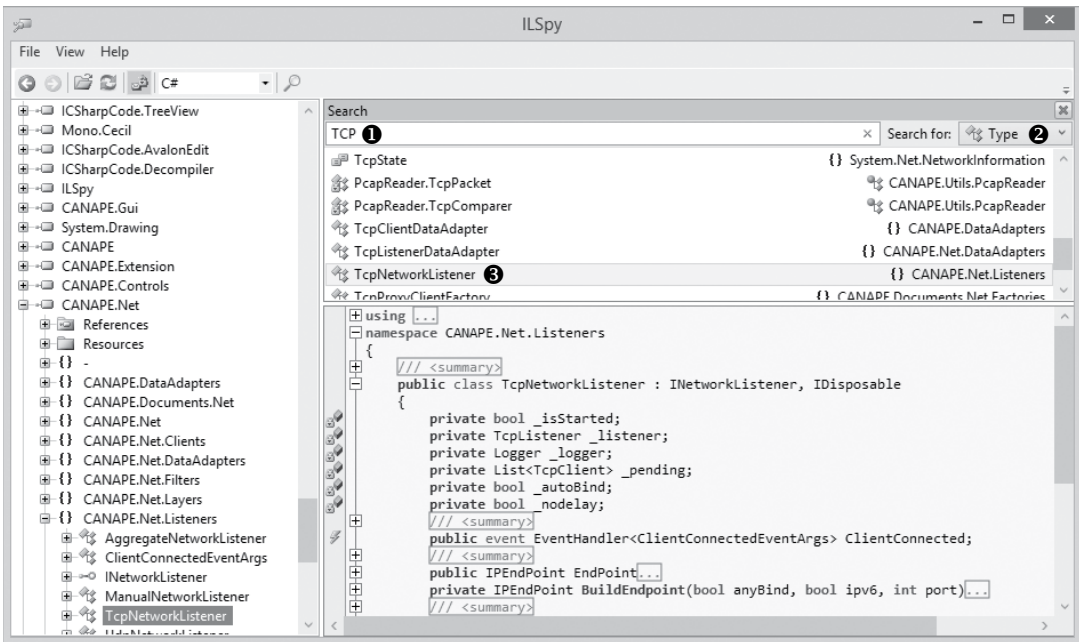 ILSpy
File View Help
C#
ICSharpCode.TreeView
Mono.Cecil
ICSharpCode.AvalonEdit
ICSharpCode.Decompiler
ILSpy
CANAPE.Gui
System.Drawing
CANAPE
CANAPE.Extension
CANAPE.Controls
CANAPE.Net
References
Resources
{} -
{} CANAPE.DataAdapters
{} CANAPE.Documents.Net
{} CANAPE.Net
{} CANAPE.Net.Clients
{} CANAPE.Net.DataAdapters
{} CANAPE.Net.Filters
{} CANAPE.Net.Layers
{} CANAPE.Net.Listeners
AggregateNetworkListener
ClientConnectedEventArgs
INetworkListener
ManualNetworkListener
TcpNetworkListener
UdpNetworkListener
Search
TCP ❶ × Search for: Type ❷
TcpState {} System.Net.NetworkInformation
PcapReader.TcpPacket CANAPE.Utils.PcapReader
PcapReader.TcpComparer CANAPE.Utils.PcapReader
TcpClientDataAdapter {} CANAPE.DataAdapters
TcpListenerDataAdapter {} CANAPE.Net.DataAdapters
TcpNetworkListener ❸ {} CANAPE.Net.Listeners
TcpProxyClientFactory {} CANAPE.Documents.Net.Factories
using ...
namespace CANAPE.Net.Listeners
{
/// <summary>
public class TcpNetworkListener : INetworkListener, IDisposable
{
private bool _isStarted;
private TcpListener _listener;
private Logger _logger;
private List<TcpClient> _pending;
private bool _autoBind;
private bool _nodelay;
/// <summary>
public event EventHandler<ClientConnectedEventArgs> ClientConnected;
/// <summary>
public IPEndPoint EndPoint...
private IPEndPoint BuildEndpoint(bool anyBind, bool ipv6, int port)...
/// <summary>